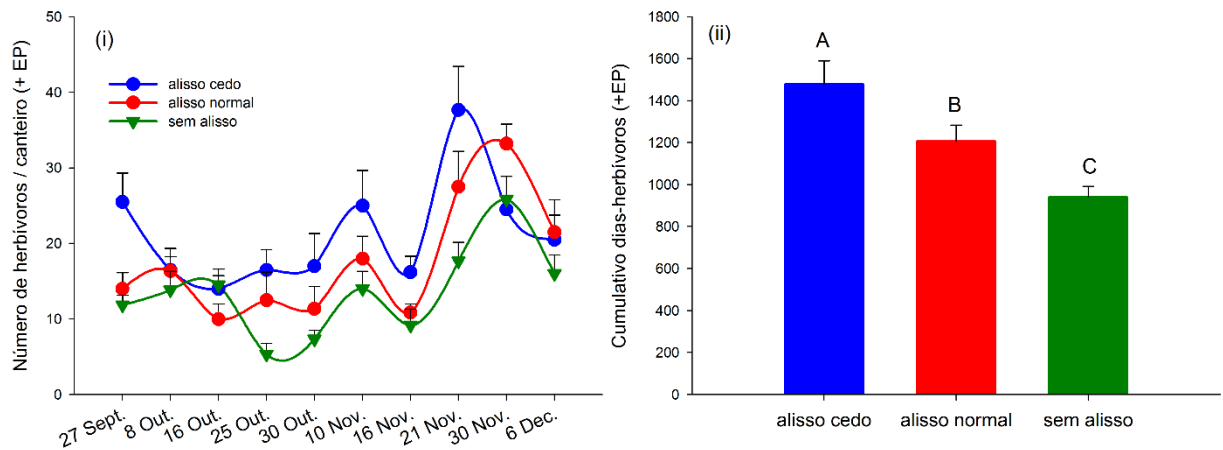 (i)
Número de herbívoros / canteiro (+ EP)
50
40
30
20
10
0
alisso cedo
alisso normal
sem alisso
27 Sept.
8 Out.
16 Out.
25 Out.
30 Out.
10 Nov.
16 Nov.
21 Nov.
30 Nov.
6 Dec.
(ii)
Cumulativo dias-herbívoros (+EP)
1800
1600
1400
1200
1000
800
600
400
200
0
A
B
C
alisso cedo
alisso normal
sem alisso